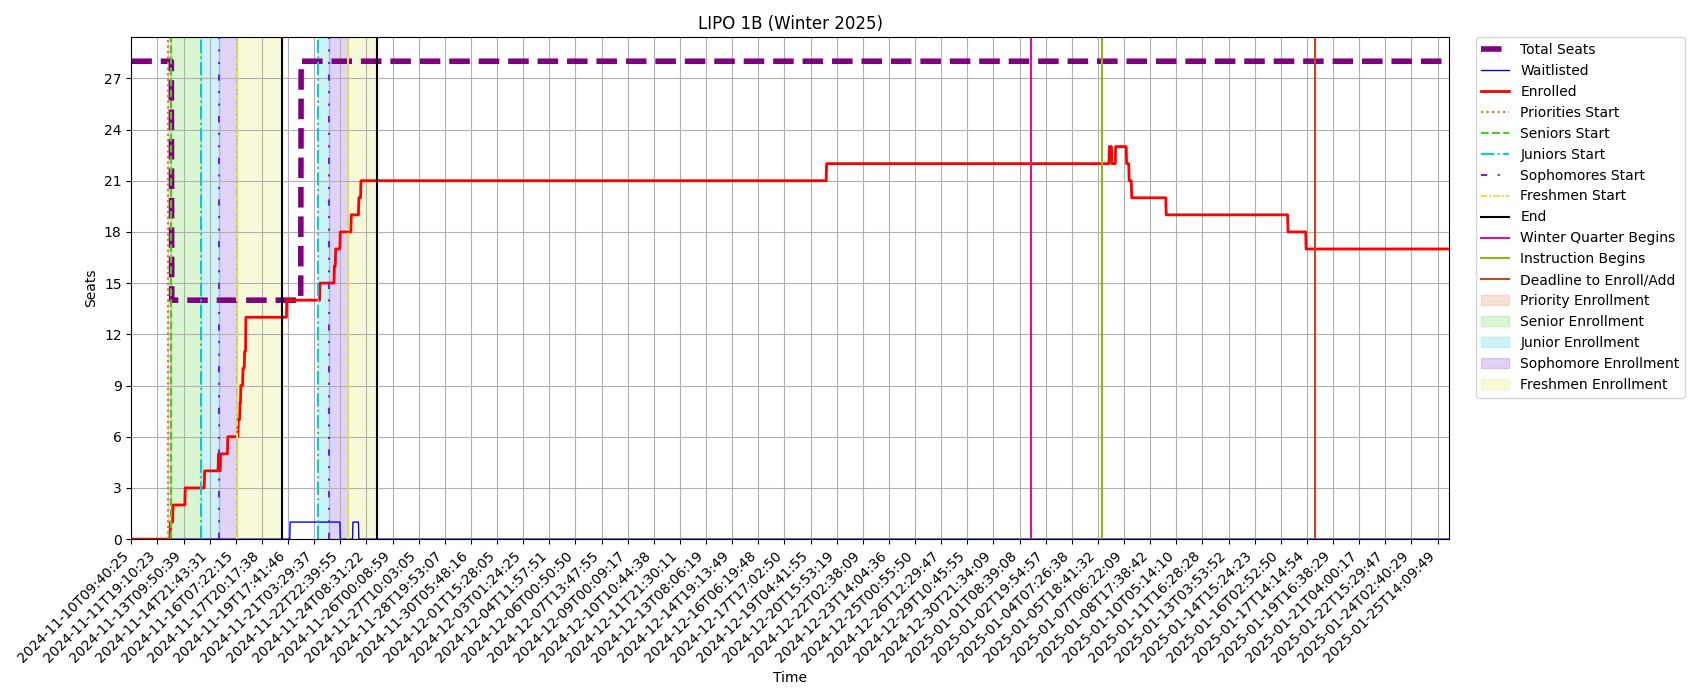 LIPO 1B (Winter 2025)
Total Seats
Waitlisted
Enrolled
Priorities Start
Seniors Start
Juniors Start
Sophomores Start
Freshmen Start
End
Winter Quarter Begins
Instruction Begins
Deadline to Enroll/Add
Priority Enrollment
Senior Enrollment
Junior Enrollment
Sophomore Enrollment
Freshmen Enrollment
27
24
21
18
15
12
9
6
3
0
Seats
2024-11-10T09:40:25
2024-11-11T19:10:23
2024-11-13T09:50:39
2024-11-14T21:43:31
2024-11-16T07:22:15
2024-11-17T20:17:38
2024-11-19T17:41:46
2024-11-21T03:29:37
2024-11-22T22:39:55
2024-11-24T08:31:22
2024-11-26T00:08:59
2024-11-27T11:03:05
2024-11-28T19:53:07
2024-11-30T05:48:16
2024-12-01T15:28:05
2024-12-03T01:24:25
2024-12-04T11:57:51
2024-12-06T00:50:50
2024-12-07T13:47:55
2024-12-09T00:09:17
2024-12-10T10:44:38
2024-12-11T21:30:11
2024-12-13T08:06:19
2024-12-14T19:13:49
2024-12-16T06:19:48
2024-12-17T17:02:50
2024-12-19T04:41:55
2024-12-20T15:53:19
2024-12-22T02:38:09
2024-12-23T14:04:36
2024-12-25T00:55:50
2024-12-26T12:29:47
2024-12-29T10:45:55
2024-12-30T21:34:09
2025-01-01T08:39:08
2025-01-02T19:54:57
2025-01-04T07:26:38
2025-01-05T18:41:32
2025-01-07T06:22:09
2025-01-08T17:38:42
2025-01-10T05:14:10
2025-01-11T16:28:28
2025-01-13T03:53:52
2025-01-14T15:24:23
2025-01-16T02:52:50
2025-01-17T14:14:54
2025-01-19T16:38:29
2025-01-21T04:00:17
2025-01-22T15:29:47
2025-01-24T02:40:29
2025-01-25T14:09:49
Time